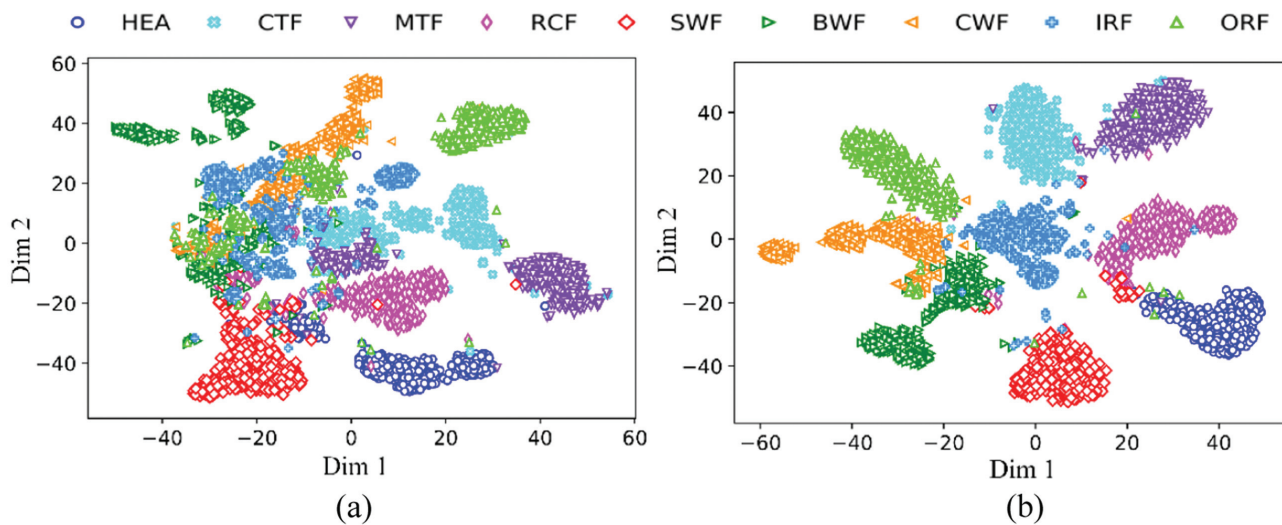 HEA CTF MTF RCF SWF BWF CWF IRF ORF
60
40
20
0
−20
−40
Dim 2
−40 −20 0 20 40 60
Dim 1
(a)
40
20
0
−20
−40
Dim 2
−60 −40 −20 0 20 40
Dim 1
(b)